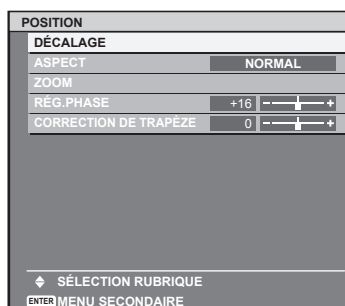 POSITION
DÉCALAGE
ASPECT NORMAL
ZOOM
RÉG.PHASE +16 - +
CORRECTION DE TRAPÈZE 0 - +
SÉLECTION RUBRIQUE
ENTER MENU SECONDAIRE